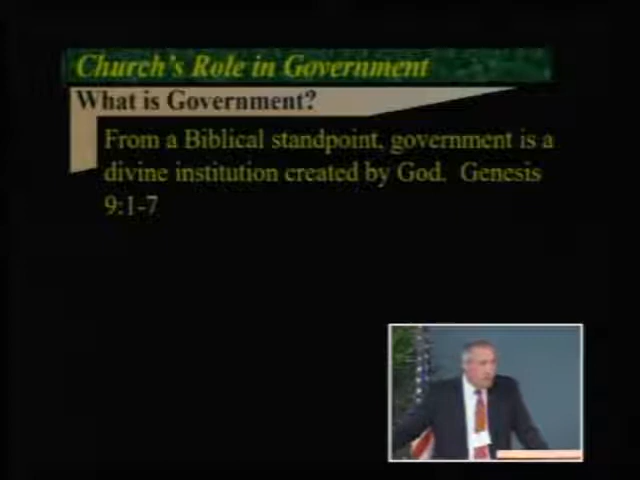 Church's Role in Government
What is Government?
From a Biblical standpoint, government is a
divine institution created by God. Genesis
9:1-7